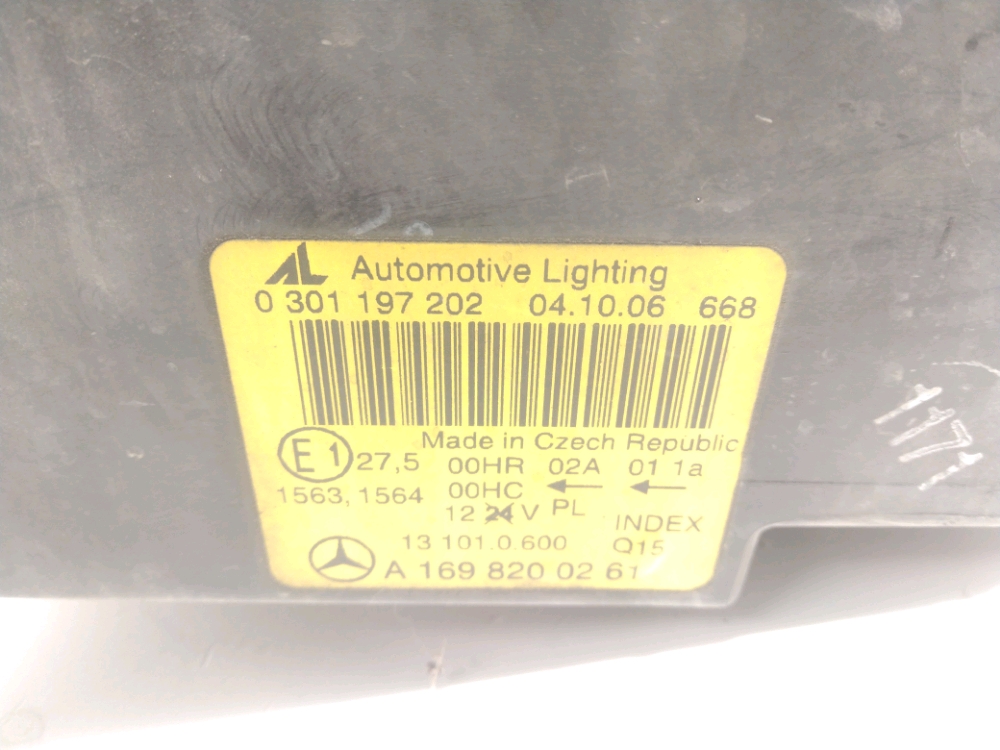 AL Automotive Lighting
0 301 197 202 04.10.06 668
Made in Czech Republic
E1 27,5 00HR 02A 01 1a
1563, 1564 00HC ← ←
12 24 V PL INDEX
13 101.0.600 Q15
A 169 820 02 61